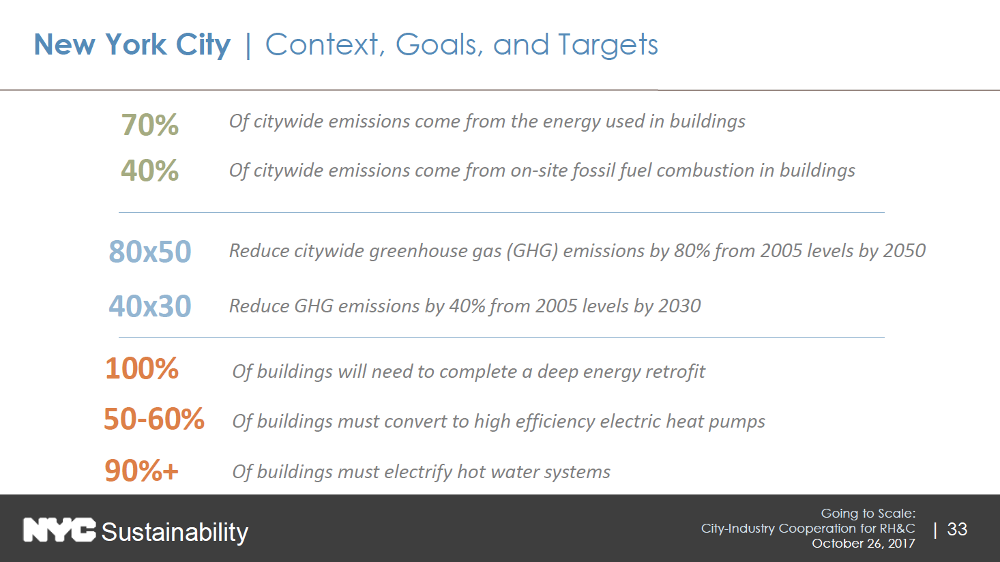 New York City | Context, Goals, and Targets
70% Of citywide emissions come from the energy used in buildings
40% Of citywide emissions come from on-site fossil fuel combustion in buildings
80x50 Reduce citywide greenhouse gas (GHG) emissions by 80% from 2005 levels by 2050
40x30 Reduce GHG emissions by 40% from 2005 levels by 2030
100% Of buildings will need to complete a deep energy retrofit
50-60% Of buildings must convert to high efficiency electric heat pumps
90%+ Of buildings must electrify hot water systems
NYC Sustainability
Going to Scale:
City-Industry Cooperation for RH&C
October 26, 2017
| 33